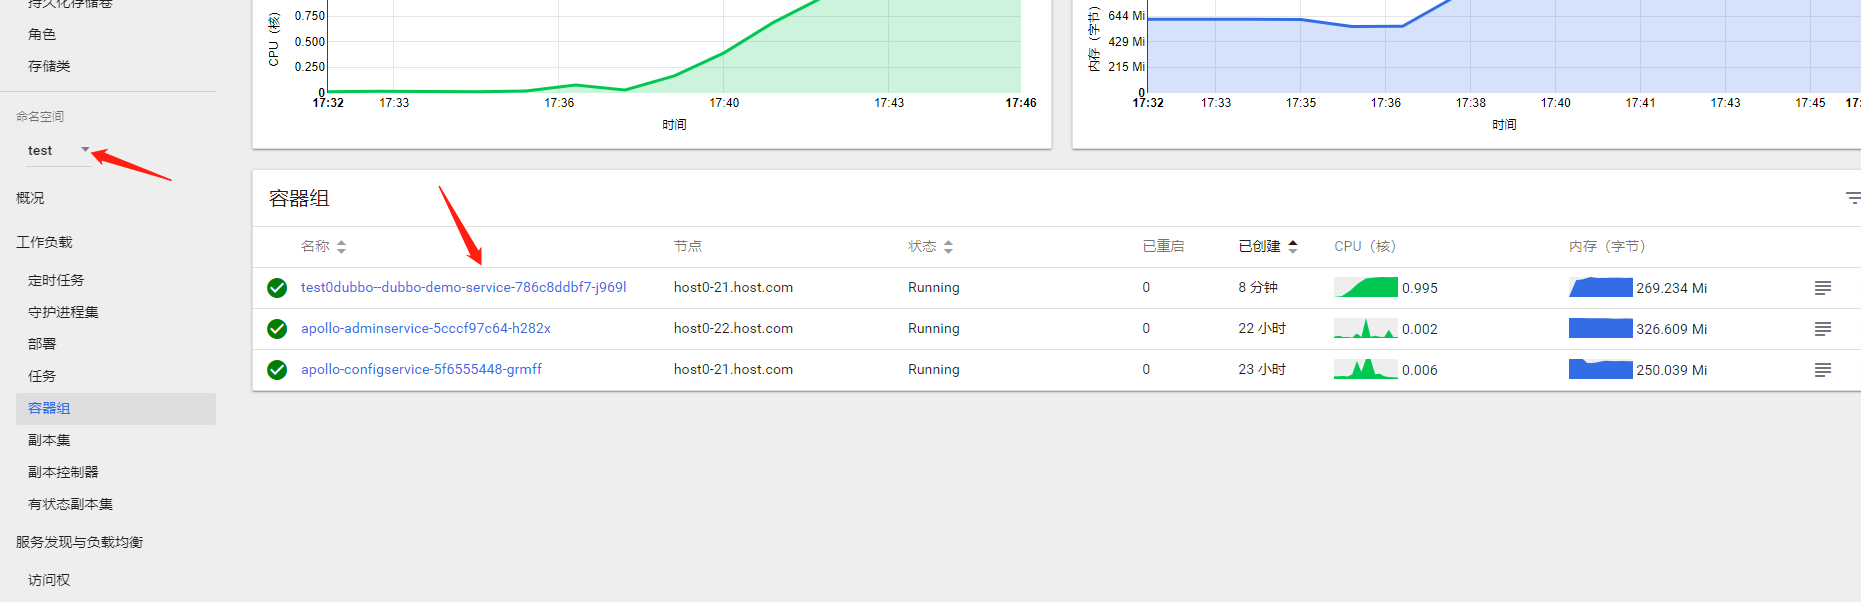 持久化存储卷
角色
存储类
命名空间
test
概况
工作负载
定时任务
守护进程集
部署
任务
容器组
副本集
副本控制器
有状态副本集
服务发现与负载均衡
访问权
CPU（核）
0.750
0.500
0.250
0
17:32 17:33 17:36 17:40 17:43 17:46
时间
内存（字节）
644 Mi
429 Mi
215 Mi
0
17:32 17:33 17:35 17:36 17:38 17:40 17:41 17:43 17:45 17:
时间
容器组
名称 节点 状态 已重启 已创建 CPU（核） 内存（字节）
test0dubbo--dubbo-demo-service-786c8ddbf7-j969l host0-21.host.com Running 0 8 分钟 0.995 269.234 Mi
apollo-adminservice-5cccf97c64-h282x host0-22.host.com Running 0 22 小时 0.002 326.609 Mi
apollo-configservice-5f6555448-grmff host0-21.host.com Running 0 23 小时 0.006 250.039 Mi